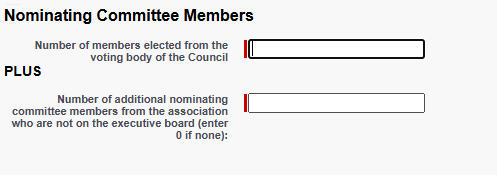 Nominating Committee Members
Number of members elected from the
voting body of the Council
PLUS
Number of additional nominating
committee members from the association
who are not on the executive board (enter
0 if none):